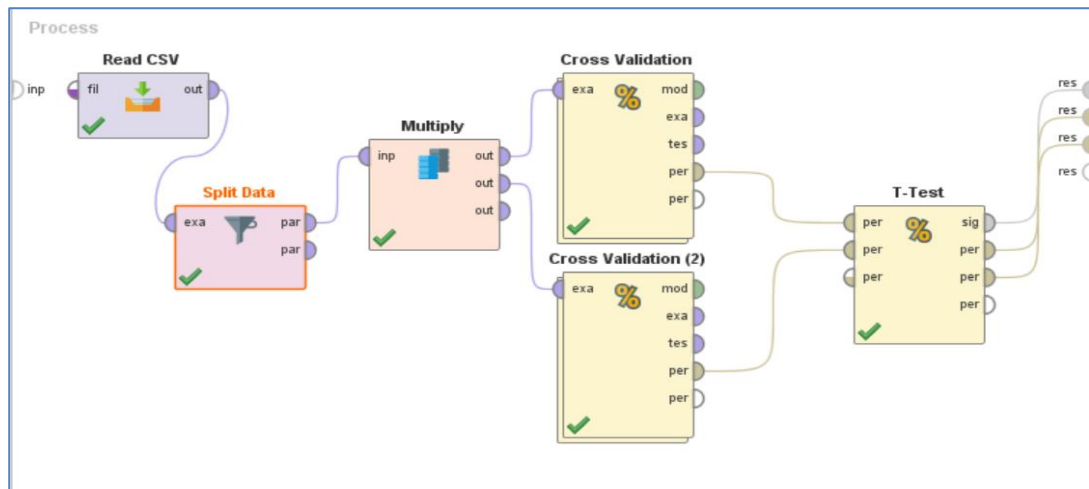 Process
Read CSV
inp
fil
out
Split Data
exa
par
par
Multiply
inp
out
out
out
Cross Validation
exa
mod
exa
tes
per
per
Cross Validation (2)
exa
mod
exa
tes
per
per
T-Test
per
sig
per
per
per
per
per
res
res
res
res